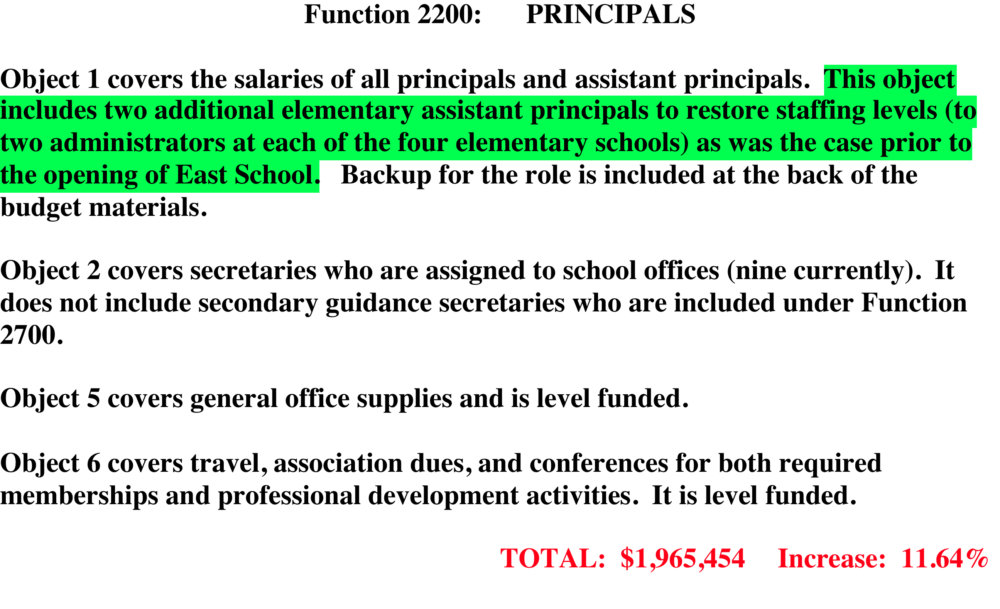 Function 2200: PRINCIPALS
Object 1 covers the salaries of all principals and assistant principals. This object
includes two additional elementary assistant principals to restore staffing levels (to
two administrators at each of the four elementary schools) as was the case prior to
the opening of East School. Backup for the role is included at the back of the
budget materials.
Object 2 covers secretaries who are assigned to school offices (nine currently). It
does not include secondary guidance secretaries who are included under Function
2700.
Object 5 covers general office supplies and is level funded.
Object 6 covers travel, association dues, and conferences for both required
memberships and professional development activities. It is level funded.
TOTAL: $1,965,454 Increase: 11.64%